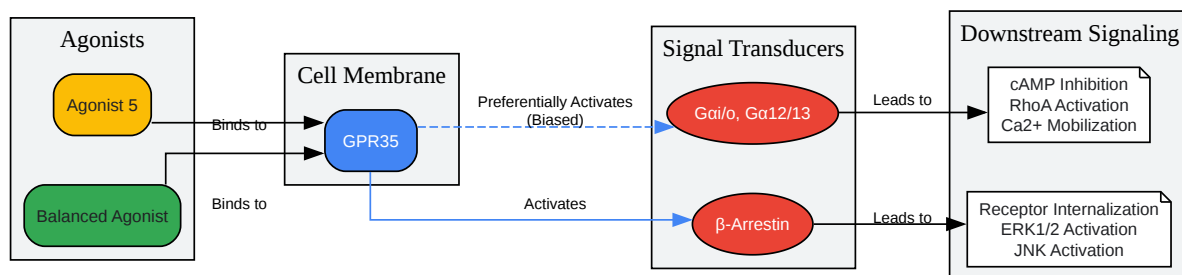 Agonists
Agonist 5
Balanced Agonist
Binds to
Binds to
Cell Membrane
GPR35
Preferentially Activates
(Biased)
Activates
Signal Transducers
Gαi/o, Gα12/13
β-Arrestin
Leads to
Leads to
Downstream Signaling
cAMP Inhibition
RhoA Activation
Ca2+ Mobilization
Receptor Internalization
ERK1/2 Activation
JNK Activation